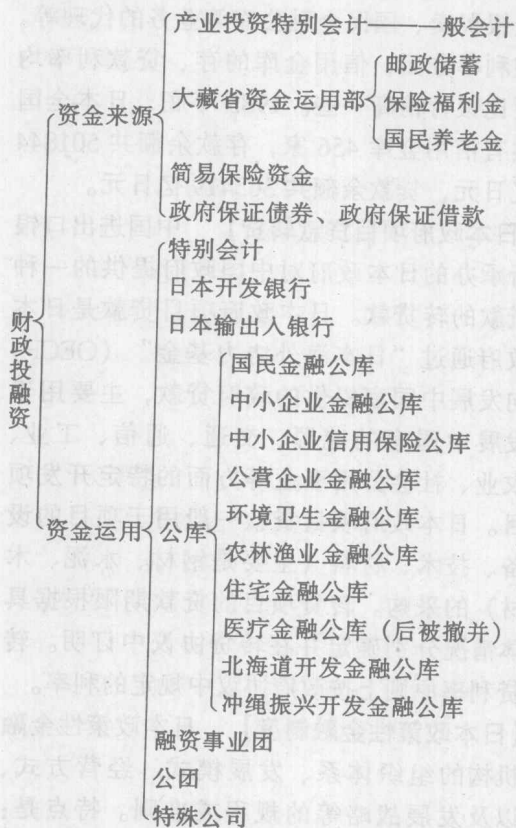 产业投资特别会计 一般会计
邮政储蓄
资金来源 大藏省资金运用部 保险福利金
国民养老金
简易保险资金
政府保证债券、政府保证借款
特别会计
日本开发银行
日本输出入银行
财政投融资
国民金融公库
中小企业金融公库
中小企业信用保险公库
公营企业金融公库
资金运用 公库 环境卫生金融公库
农林渔业金融公库
住宅金融公库
医疗金融公库（后被撤并）
北海道开发金融公库
冲绳振兴开发金融公库
融资事业团
公团
特殊公司